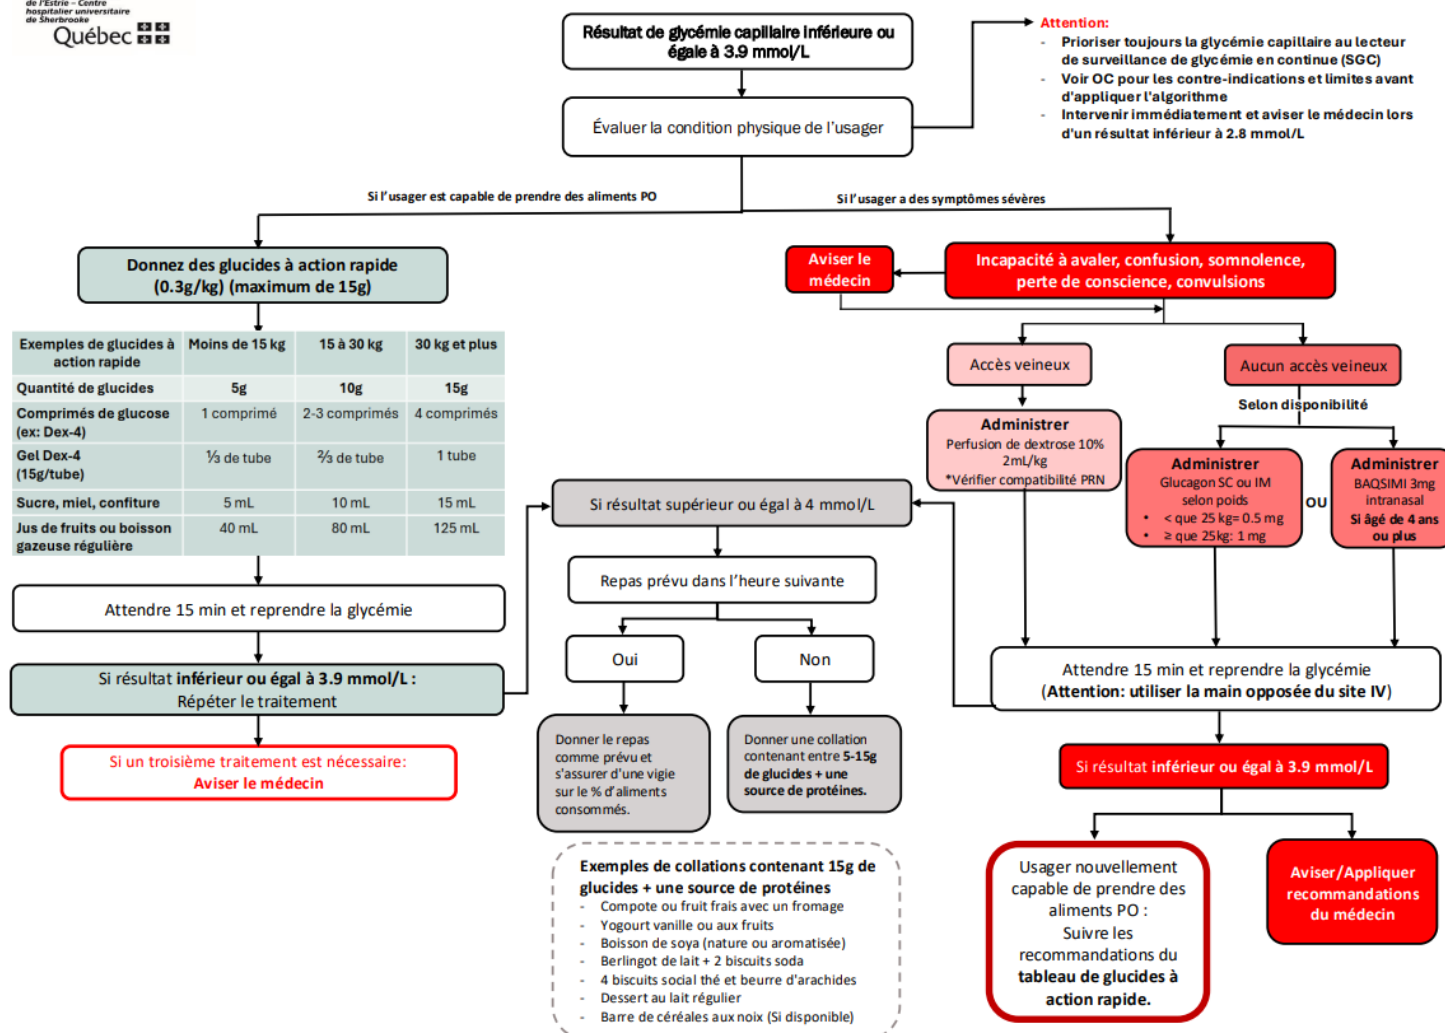 de l'Estrie – Centre
hospitalier universitaire
de Sherbrooke
Québec
Résultat de glycémie capillaire inférieure ou
égale à 3.9 mmol/L
Attention:
- Prioriser toujours la glycémie capillaire au lecteur
de surveillance de glycémie en continue (SGC)
- Voir OC pour les contre-indications et limites avant
d'appliquer l'algorithme
- Intervenir immédiatement et aviser le médecin lors
d'un résultat inférieur à 2.8 mmol/L
Évaluer la condition physique de l'usager
Si l'usager est capable de prendre des aliments PO
Si l'usager a des symptômes sévères
Donnez des glucides à action rapide
(0.3g/kg) (maximum de 15g)
Exemples de glucides à
action rapide
Moins de 15 kg
15 à 30 kg
30 kg et plus
Quantité de glucides
5g
10g
15g
Comprimés de glucose
(ex: Dex-4)
1 comprimé
2-3 comprimés
4 comprimés
Gel Dex-4
(15g/tube)
⅓ de tube
⅔ de tube
1 tube
Sucre, miel, confiture
5 mL
10 mL
15 mL
Jus de fruits ou boisson
gazeuse régulière
40 mL
80 mL
125 mL
Attendre 15 min et reprendre la glycémie
Si résultat inférieur ou égal à 3.9 mmol/L :
Répéter le traitement
Si un troisième traitement est nécessaire:
Aviser le médecin
Si résultat supérieur ou égal à 4 mmol/L
Repas prévu dans l'heure suivante
Oui
Non
Donner le repas
comme prévu et
s'assurer d'une vigie
sur le % d'aliments
consommés.
Donner une collation
contenant entre 5-15g
de glucides + une
source de protéines.
Exemples de collations contenant 15g de
glucides + une source de protéines
- Compote ou fruit frais avec un fromage
- Yogourt vanille ou aux fruits
- Boisson de soya (nature ou aromatisée)
- Berlingot de lait + 2 biscuits soda
- 4 biscuits social thé et beurre d'arachides
- Dessert au lait régulier
- Barre de céréales aux noix (Si disponible)
Aviser le
médecin
Incapacité à avaler, confusion, somnolence,
perte de conscience, convulsions
Accès veineux
Aucun accès veineux
Selon disponibilité
Administrer
Perfusion de dextrose 10%
2mL/kg
*Vérifier compatibilité PRN
Administrer
Glucagon SC ou IM
selon poids
• < que 25 kg= 0.5 mg
• ≥ que 25kg: 1 mg
OU
Administrer
BAQSIMI 3mg
intranasal
Si âgé de 4 ans
ou plus
Attendre 15 min et reprendre la glycémie
(Attention: utiliser la main opposée du site IV)
Si résultat inférieur ou égal à 3.9 mmol/L
Usager nouvellement
capable de prendre des
aliments PO :
Suivre les
recommandations du
tableau de glucides à
action rapide.
Aviser/Appliquer
recommandations
du médecin